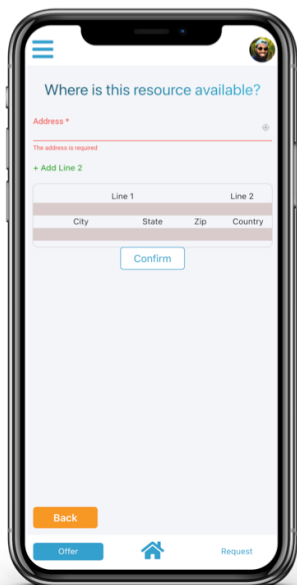 Where is this resource available?
Address *
The address is required
+ Add Line 2
Line 1 Line 2
City State Zip Country
Confirm
Back
Offer Request